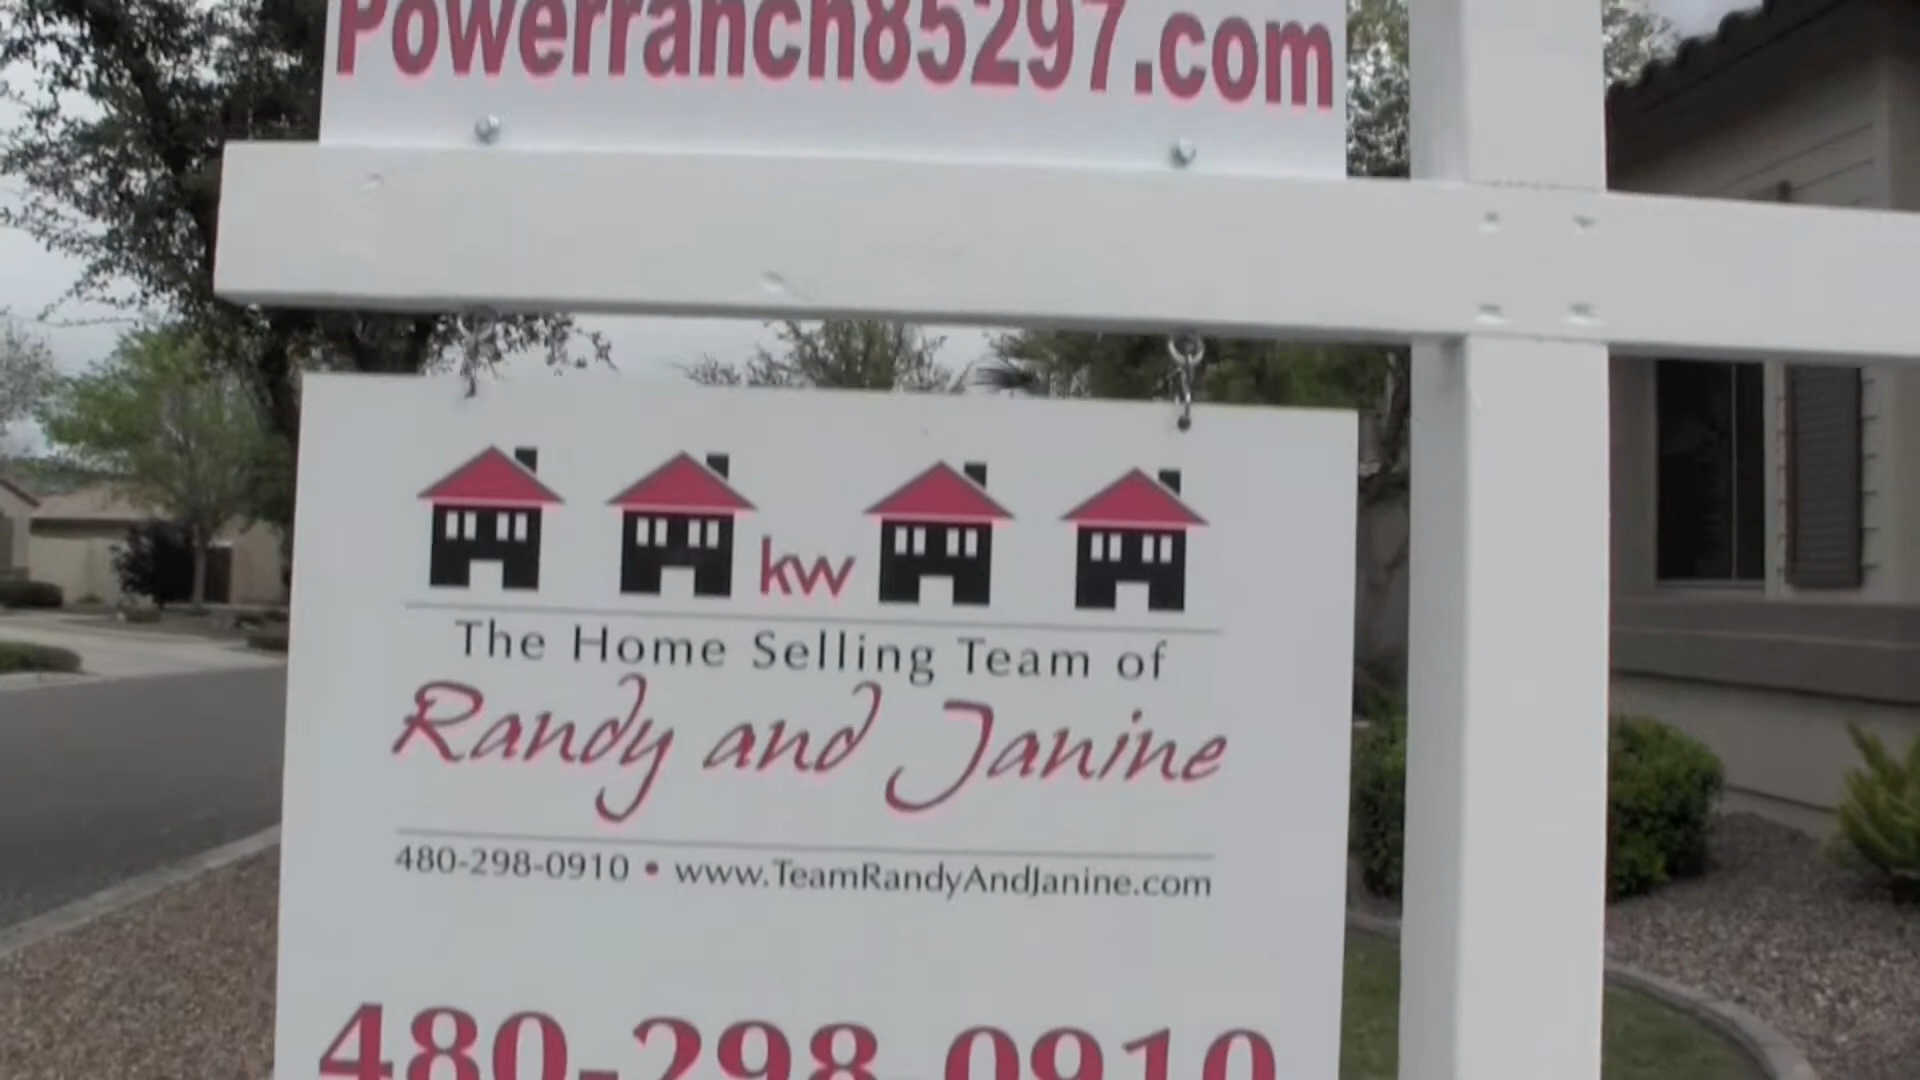 Powerranch85297.com
kw
The Home Selling Team of
Randy and Janine
480-298-0910 • www.TeamRandyAndJanine.com
480-298-0910